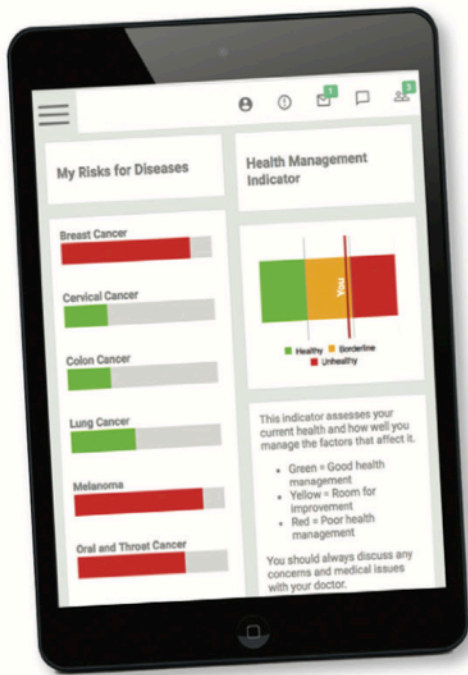 1
3
My Risks for Diseases
Breast Cancer
Cervical Cancer
Colon Cancer
Lung Cancer
Melanoma
Oral and Throat Cancer
Health Management
Indicator
You
Healthy Borderline
Unhealthy
This indicator assesses your
current health and how well you
manage the factors that affect it.
• Green = Good health
management
• Yellow = Room for
improvement
• Red = Poor health
management
You should always discuss any
concerns and medical issues
with your doctor.